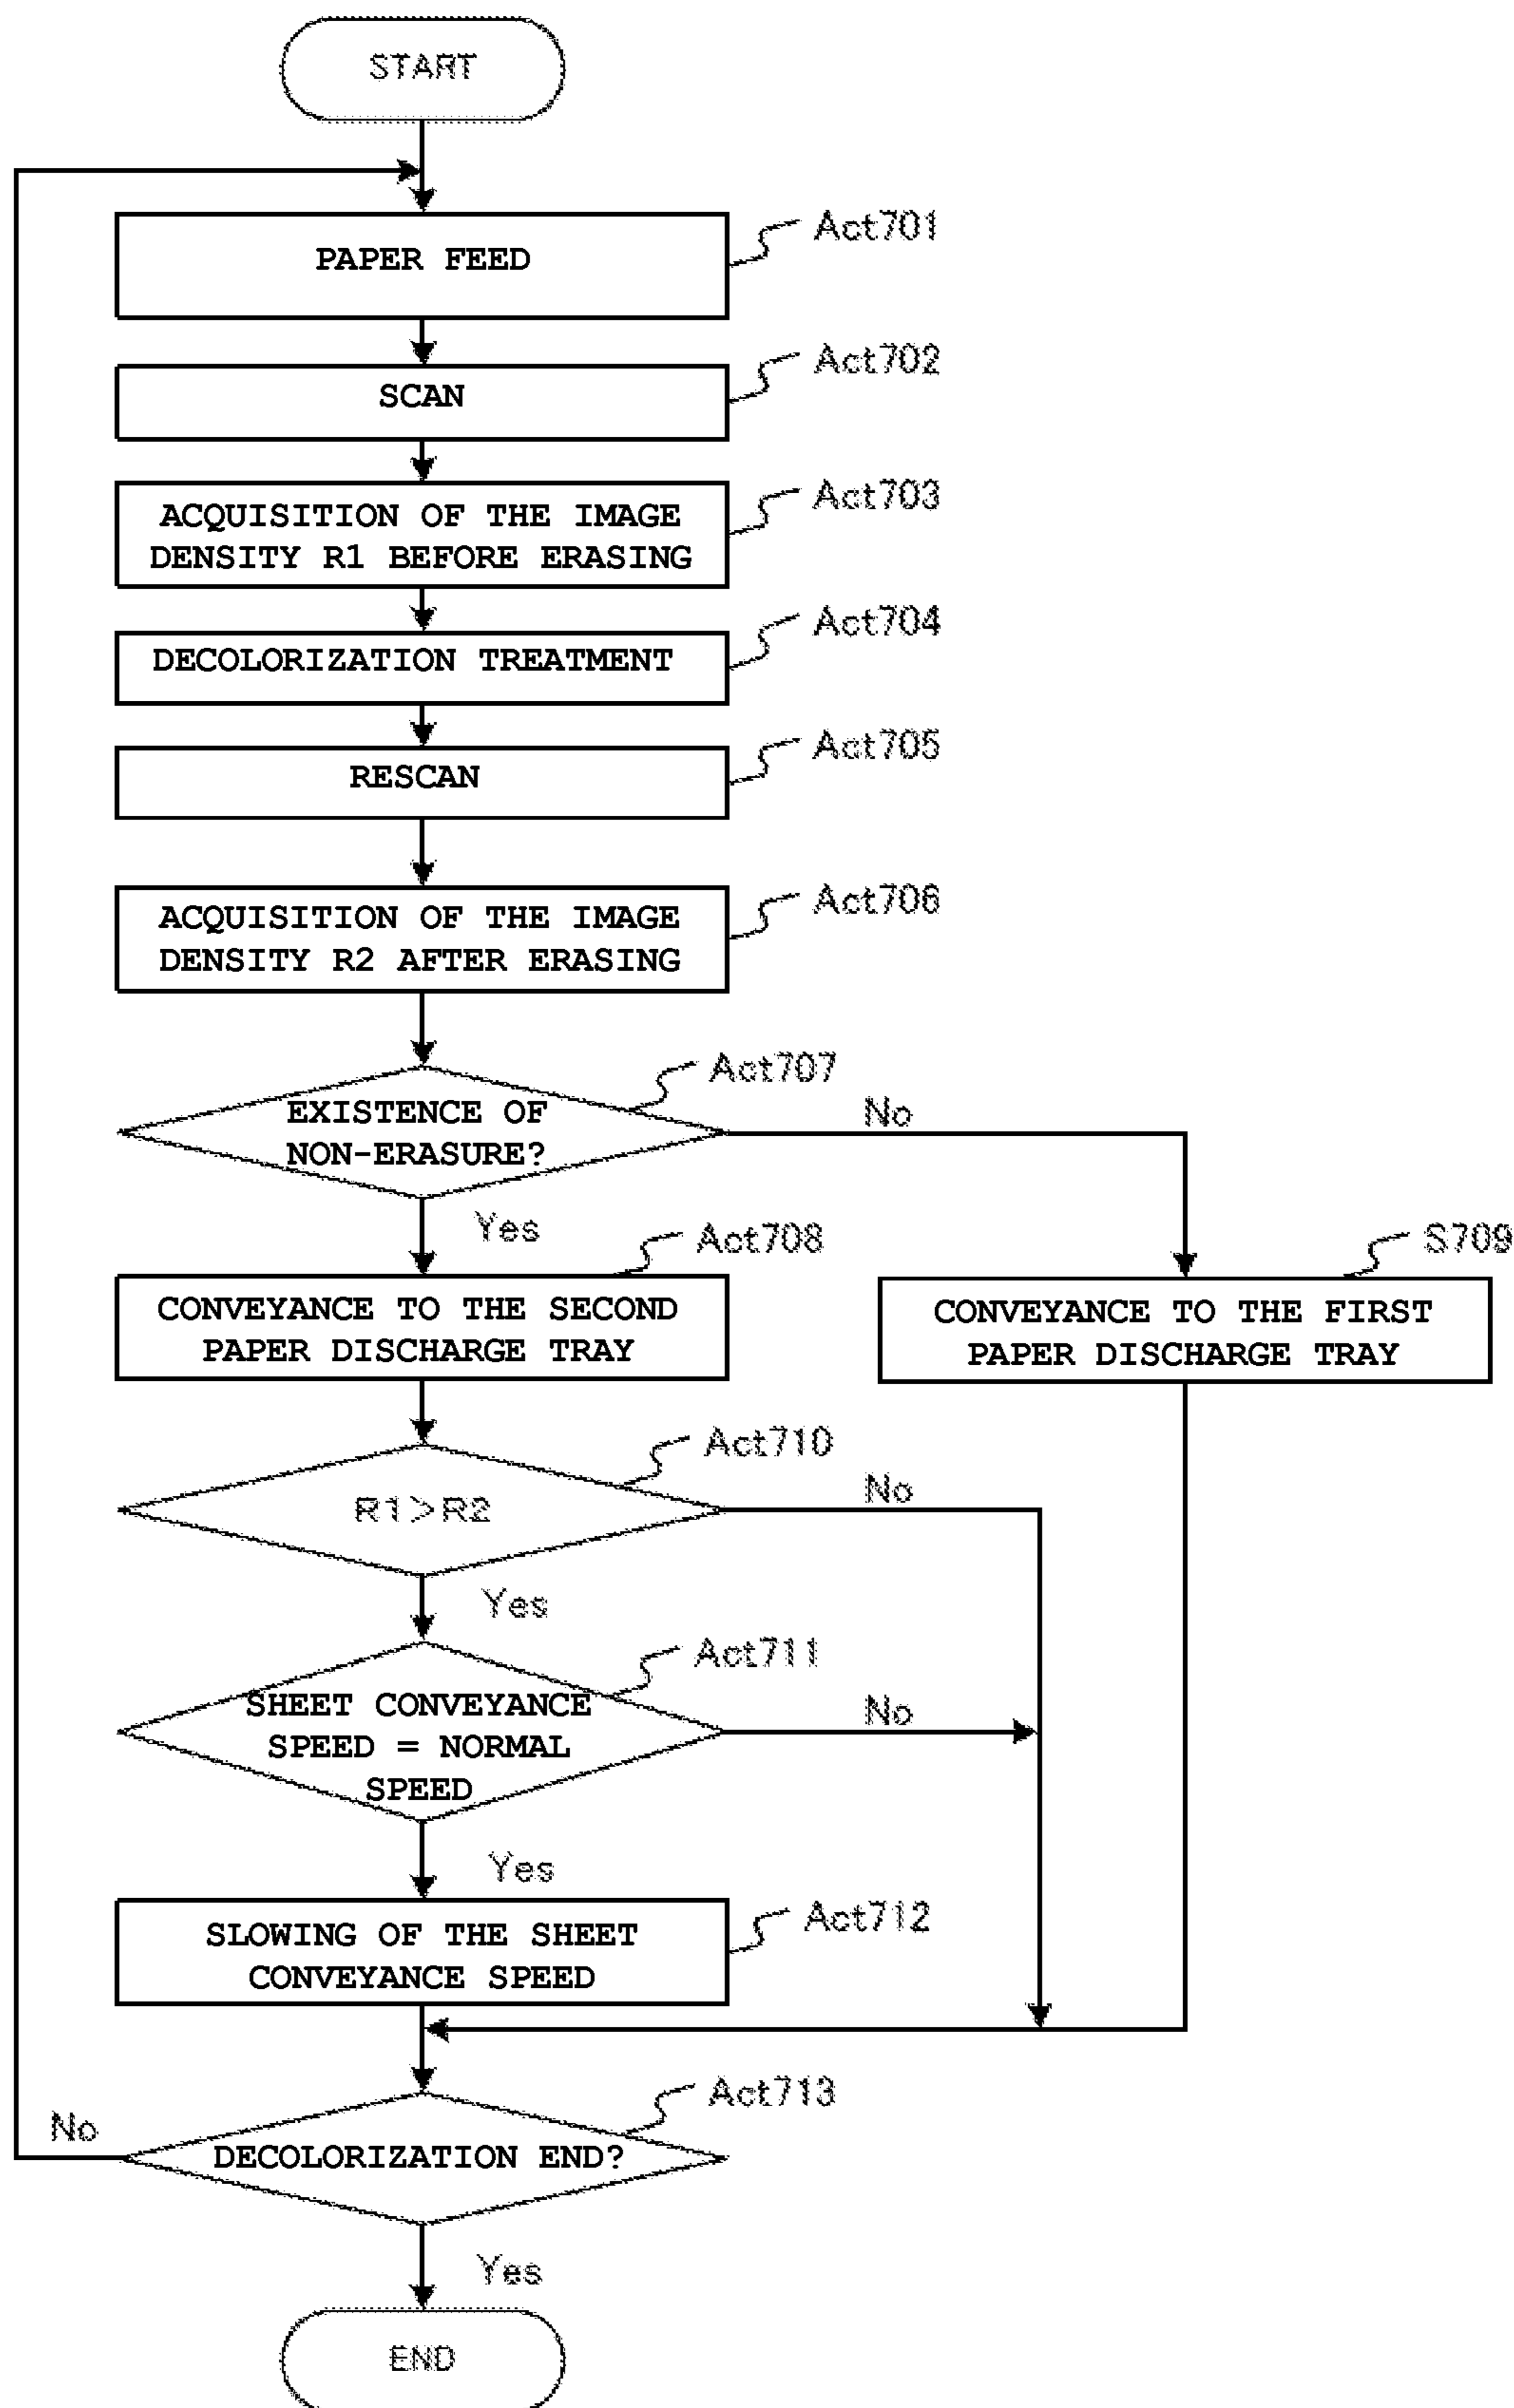 START
PAPER FEED
Act701
SCAN
Act702
ACQUISITION OF THE IMAGE
DENSITY R1 BEFORE ERASING
Act703
DECOLORIZATION TREATMENT
Act704
RESCAN
Act705
ACQUISITION OF THE IMAGE
DENSITY R2 AFTER ERASING
Act706
EXISTENCE OF
NON-ERASURE?
Act707
No
Yes
CONVEYANCE TO THE SECOND
PAPER DISCHARGE TRAY
Act708
CONVEYANCE TO THE FIRST
PAPER DISCHARGE TRAY
S709
R1>R2
Act710
No
Yes
SHEET CONVEYANCE
SPEED = NORMAL
SPEED
Act711
No
Yes
SLOWING OF THE SHEET
CONVEYANCE SPEED
Act712
DECOLORIZATION END?
Act713
No
Yes
END